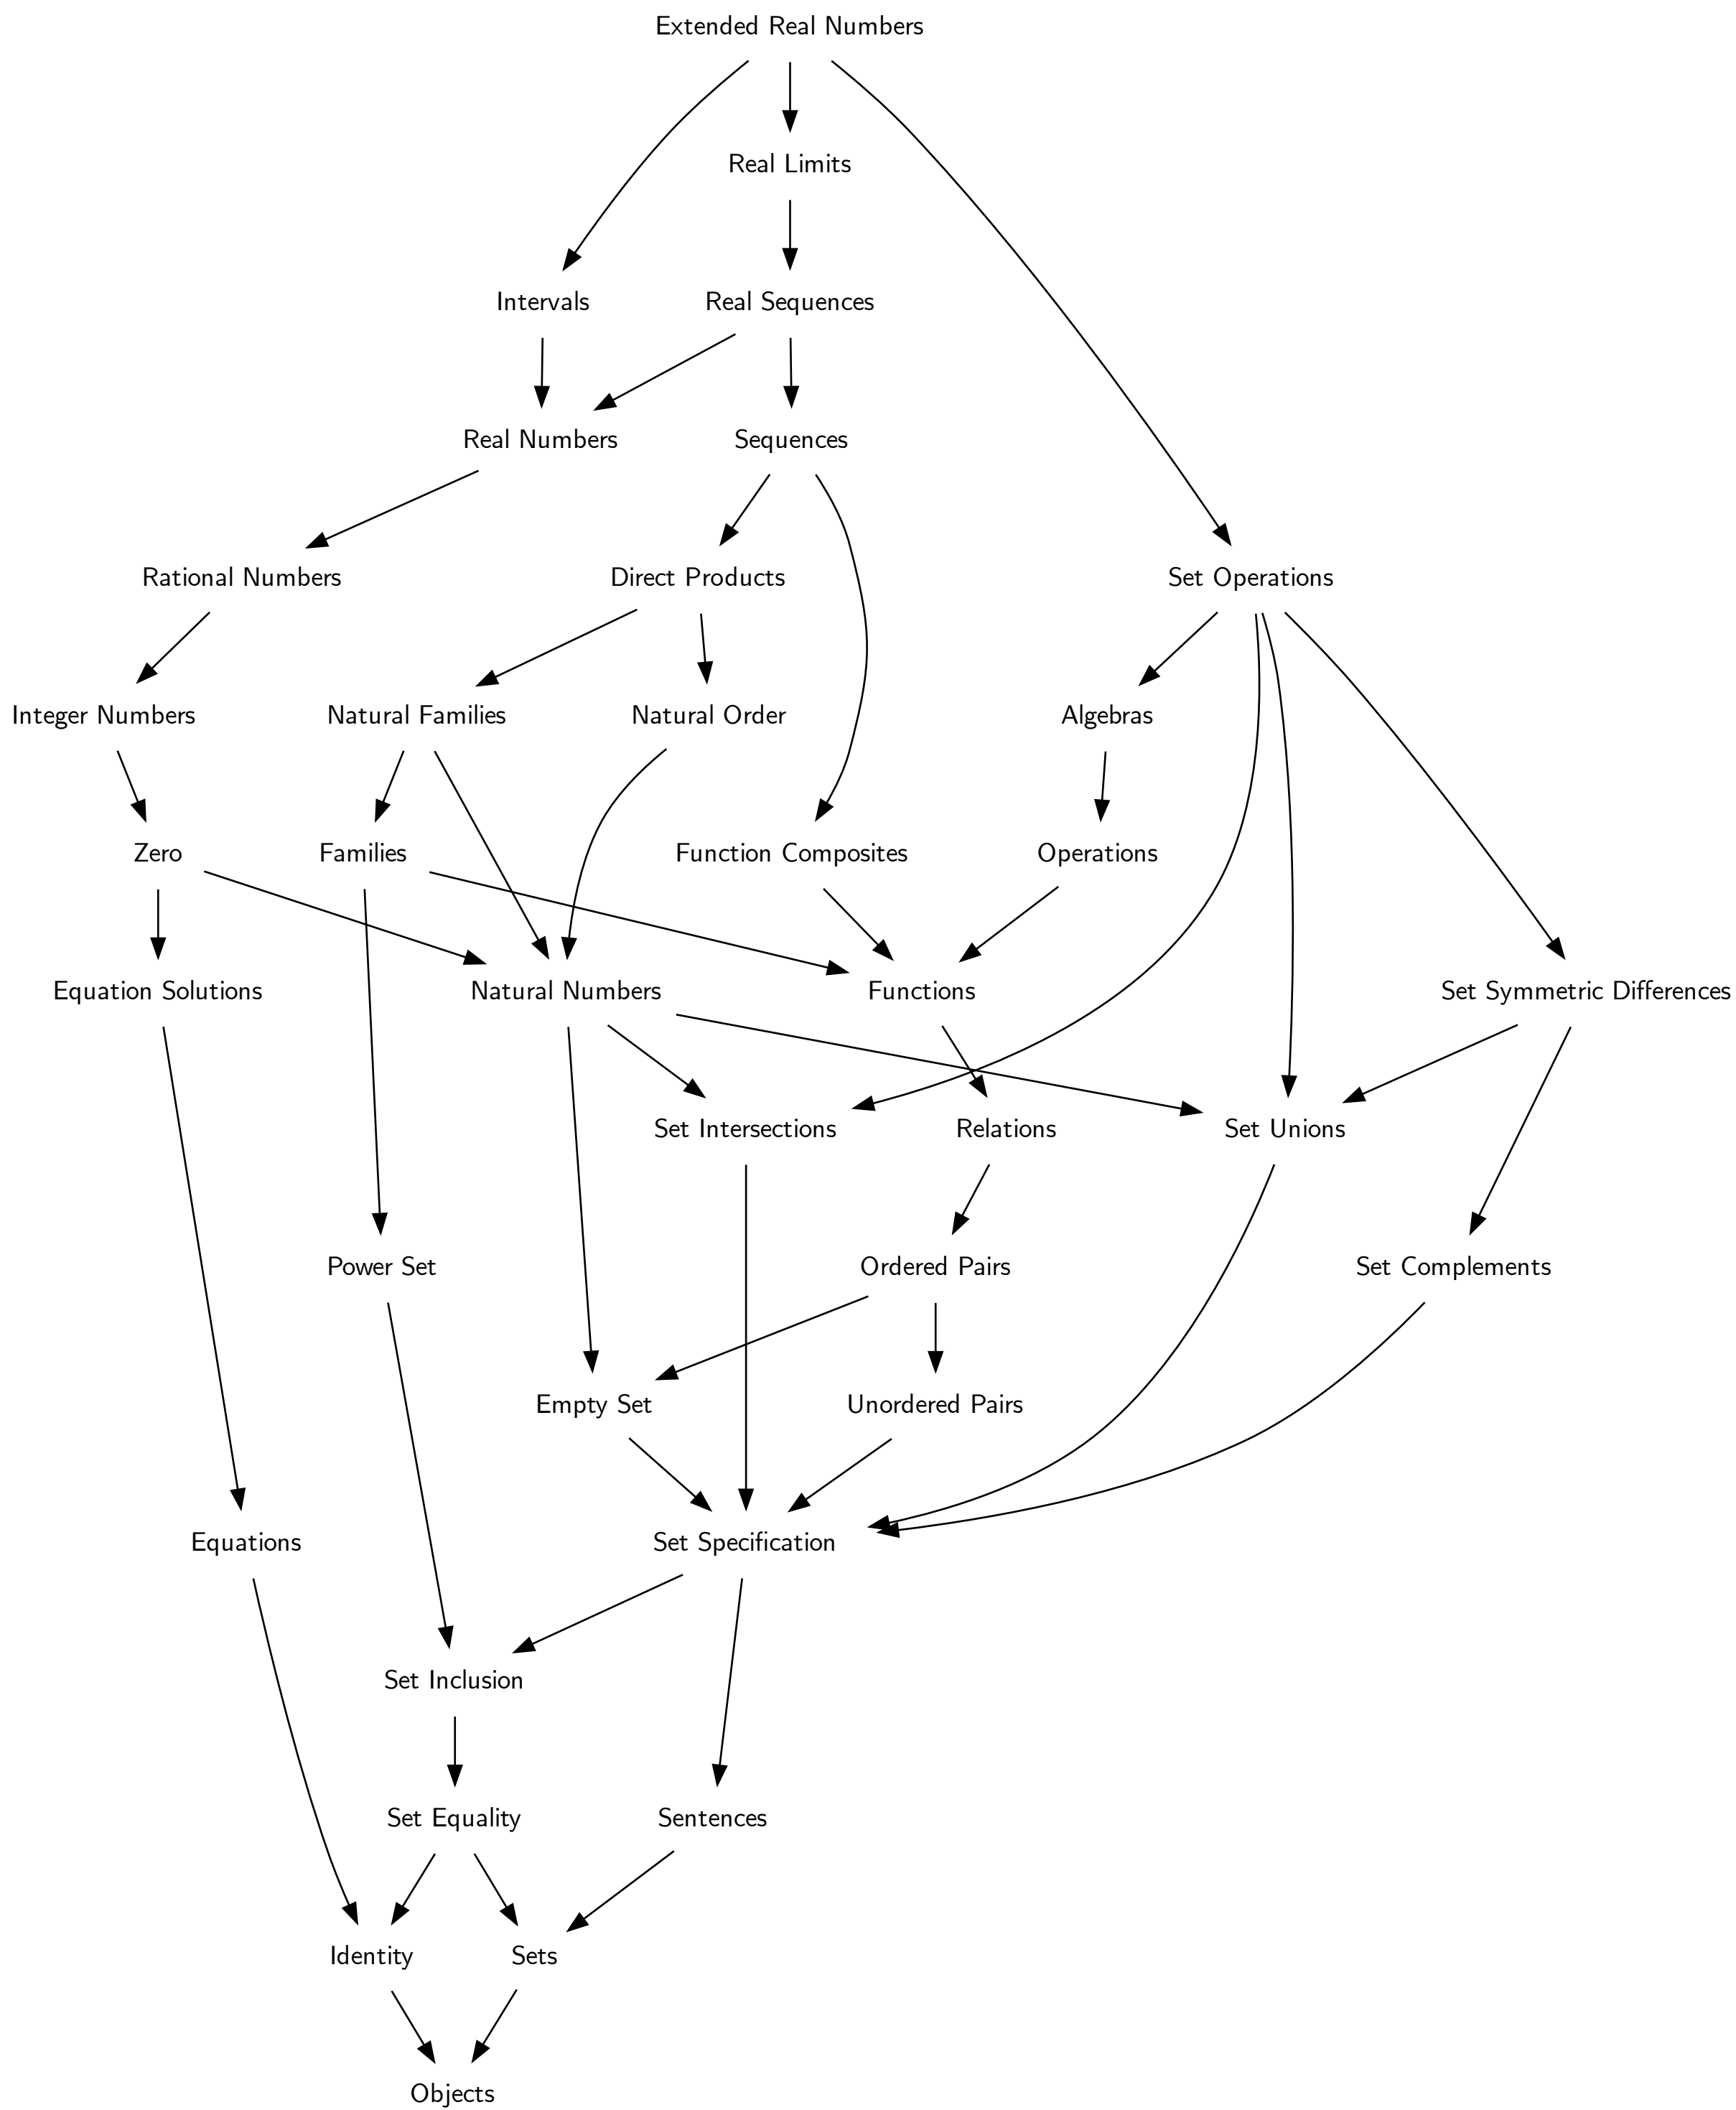 Extended Real Numbers
Real Limits
Intervals
Real Sequences
Real Numbers
Sequences
Rational Numbers
Direct Products
Set Operations
Integer Numbers
Natural Families
Natural Order
Algebras
Zero
Families
Function Composites
Operations
Equation Solutions
Natural Numbers
Functions
Set Symmetric Differences
Set Intersections
Relations
Set Unions
Power Set
Ordered Pairs
Set Complements
Empty Set
Unordered Pairs
Equations
Set Specification
Set Inclusion
Set Equality
Sentences
Identity
Sets
Objects